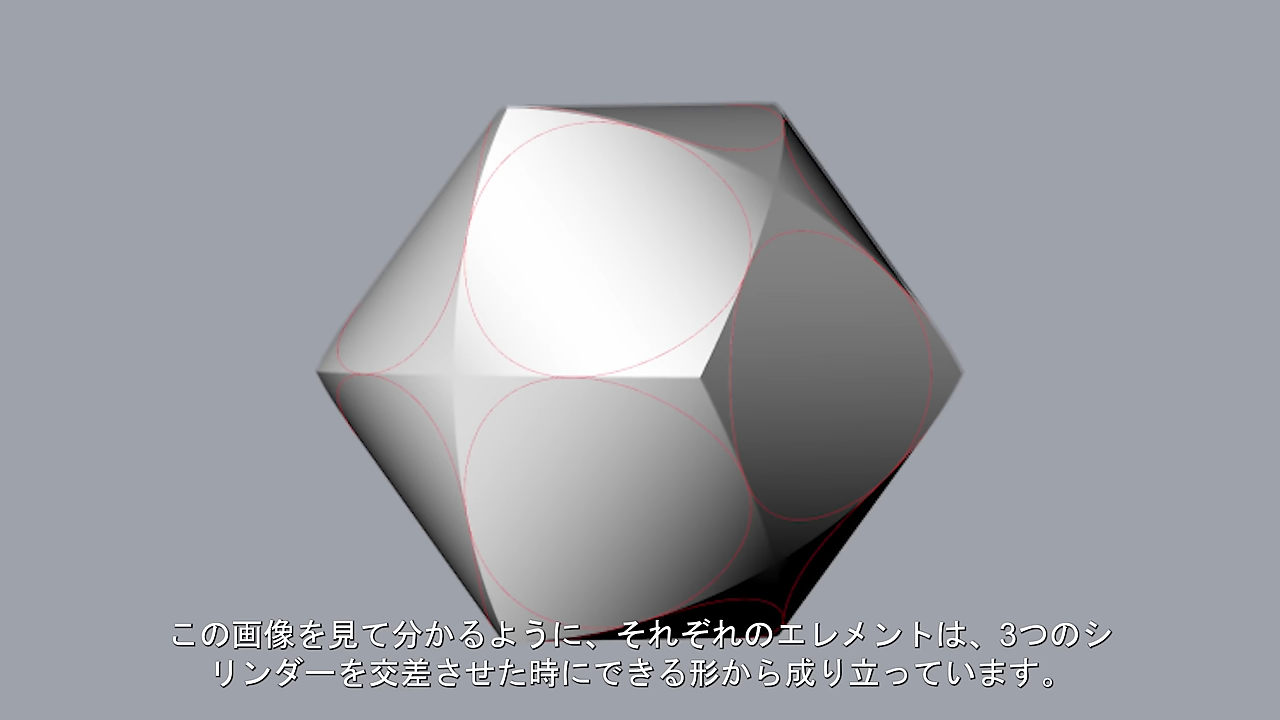 この画像を見て分かるように、それぞれのエレメントは、3つのシ
リンダーを交差させた時にできる形から成り立っています。